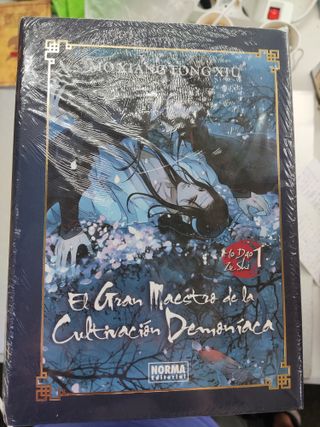 MO XIANG TONG XIU
Mo Dao
Zu Shi
1
El Gran Maestro de la
Cultivación Demoníaca
NORMA
Editorial